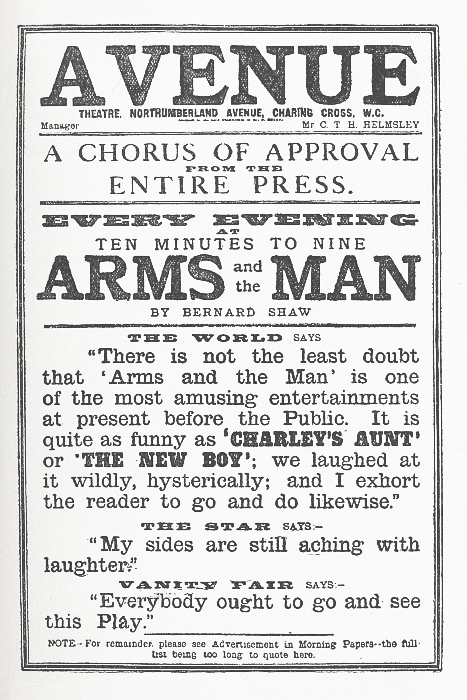 AVENUE
THEATRE, NORTHUMBERLAND AVENUE, CHARING CROSS, W.C.
Manager Mr C. T. H. HELMSLEY
A CHORUS OF APPROVAL
FROM THE
ENTIRE PRESS.
EVERY EVENING
AT
TEN MINUTES TO NINE
ARMS and the MAN
BY BERNARD SHAW
THE WORLD SAYS
"There is not the least doubt
that 'Arms and the Man' is one
of the most amusing entertainments
at present before the Public. It is
quite as funny as 'CHARLEY'S AUNT'
or 'THE NEW BOY'; we laughed at
it wildly, hysterically; and I exhort
the reader to go and do likewise."
THE STAR SAYS:-
"My sides are still aching with
laughter."
VANITY FAIR SAYS:-
"Everybody ought to go and see
this Play."
NOTE- For remainder, please see Advertisement in Morning Papers--the full
list being too long to quote here.